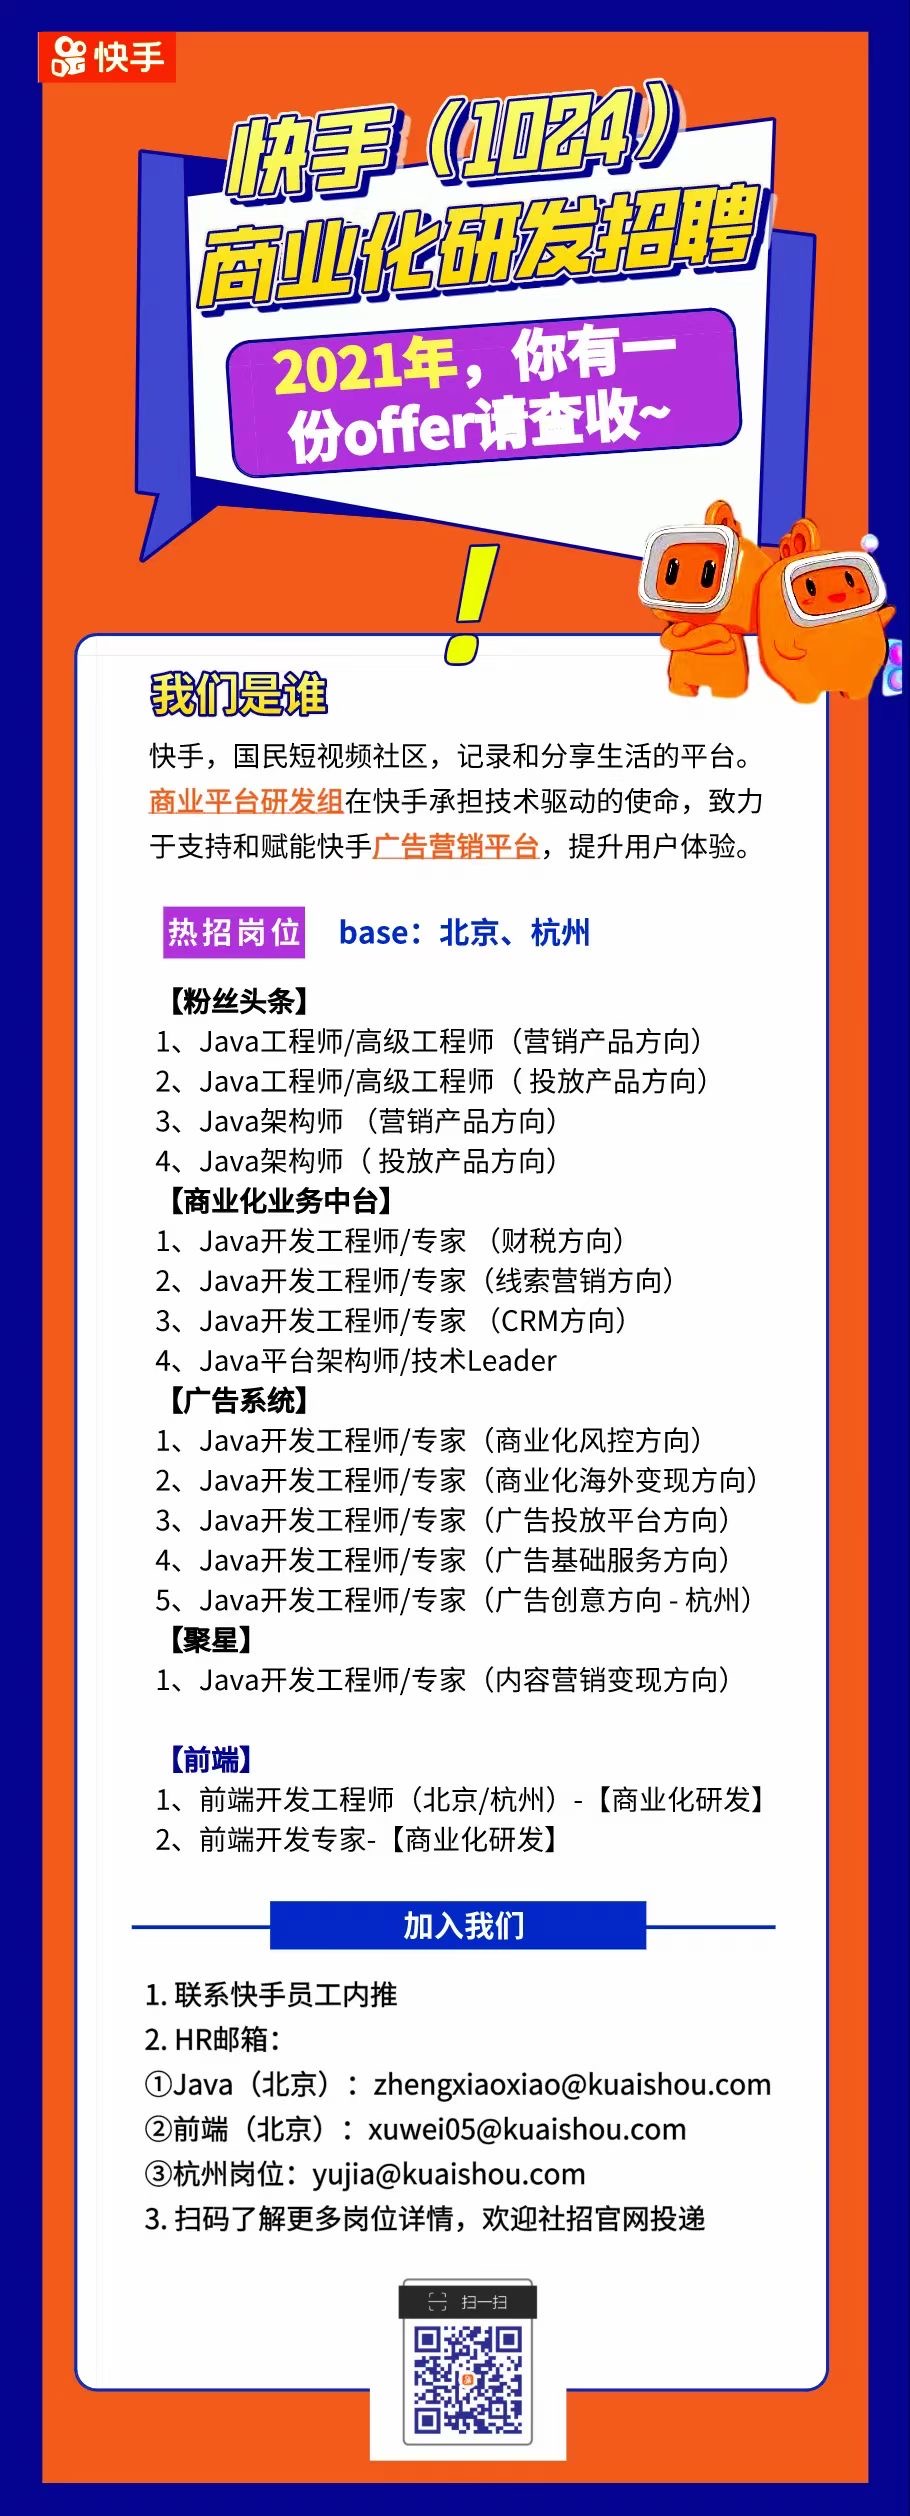 快手
快手（1024）
商业化研发招聘
2021年，你有一
份offer请查收~
!
我们是谁
快手，国民短视频社区，记录和分享生活的平台。
商业平台研发组在快手承担技术驱动的使命，致力
于支持和赋能快手广告营销平台，提升用户体验。
热招岗位 base：北京、杭州
【粉丝头条】
1、Java工程师/高级工程师（营销产品方向）
2、Java工程师/高级工程师（ 投放产品方向）
3、Java架构师 （营销产品方向）
4、Java架构师（ 投放产品方向）
【商业化业务中台】
1、Java开发工程师/专家 （财税方向）
2、Java开发工程师/专家（线索营销方向）
3、Java开发工程师/专家 （CRM方向）
4、Java平台架构师/技术Leader
【广告系统】
1、Java开发工程师/专家（商业化风控方向）
2、Java开发工程师/专家（商业化海外变现方向）
3、Java开发工程师/专家（广告投放平台方向）
4、Java开发工程师/专家（广告基础服务方向）
5、Java开发工程师/专家（广告创意方向 - 杭州）
【聚星】
1、Java开发工程师/专家（内容营销变现方向）
【前端】
1、前端开发工程师（北京/杭州）-【商业化研发】
2、前端开发专家-【商业化研发】
加入我们
1. 联系快手员工内推
2. HR邮箱：
①Java（北京）：zhengxiaoxiao@kuaishou.com
②前端（北京）：xuwei05@kuaishou.com
③杭州岗位：yujia@kuaishou.com
3. 扫码了解更多岗位详情，欢迎社招官网投递
扫一扫